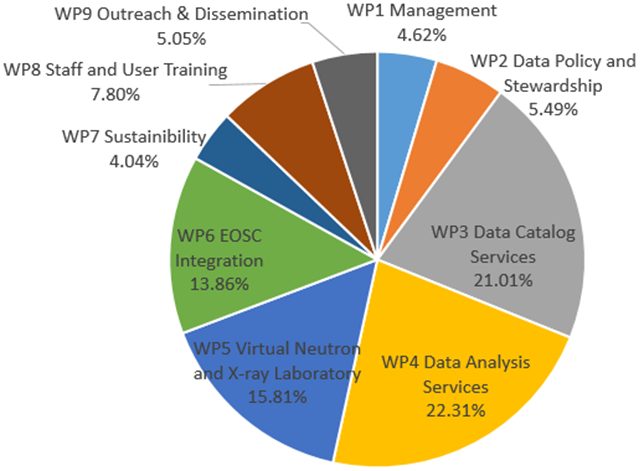 WP1 Management
4.62%
WP2 Data Policy and
Stewardship
5.49%
WP3 Data Catalog
Services
21.01%
WP4 Data Analysis
Services
22.31%
WP5 Virtual Neutron
and X-ray Laboratory
15.81%
WP6 EOSC
Integration
13.86%
WP7 Sustainibility
4.04%
WP8 Staff and User Training
7.80%
WP9 Outreach & Dissemination
5.05%